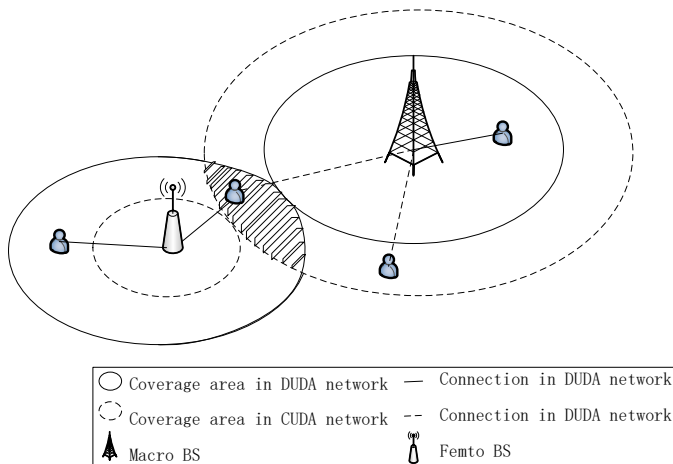 Coverage area in DUDA network
Connection in DUDA network
Coverage area in CUDA network
Connection in DUDA network
Macro BS
Femto BS